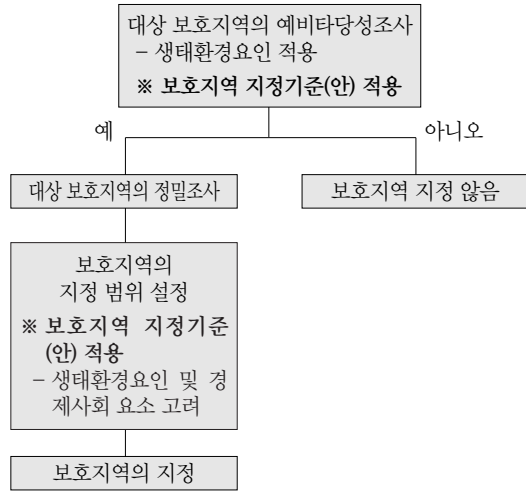 대상 보호지역의 예비타당성조사
– 생태환경요인 적용
※ 보호지역 지정기준(안) 적용
예
아니오
대상 보호지역의 정밀조사
보호지역 지정 않음
보호지역의
지정 범위 설정
※ 보호지역 지정기준
(안) 적용
– 생태환경요인 및 경
제사회 요소 고려
보호지역의 지정